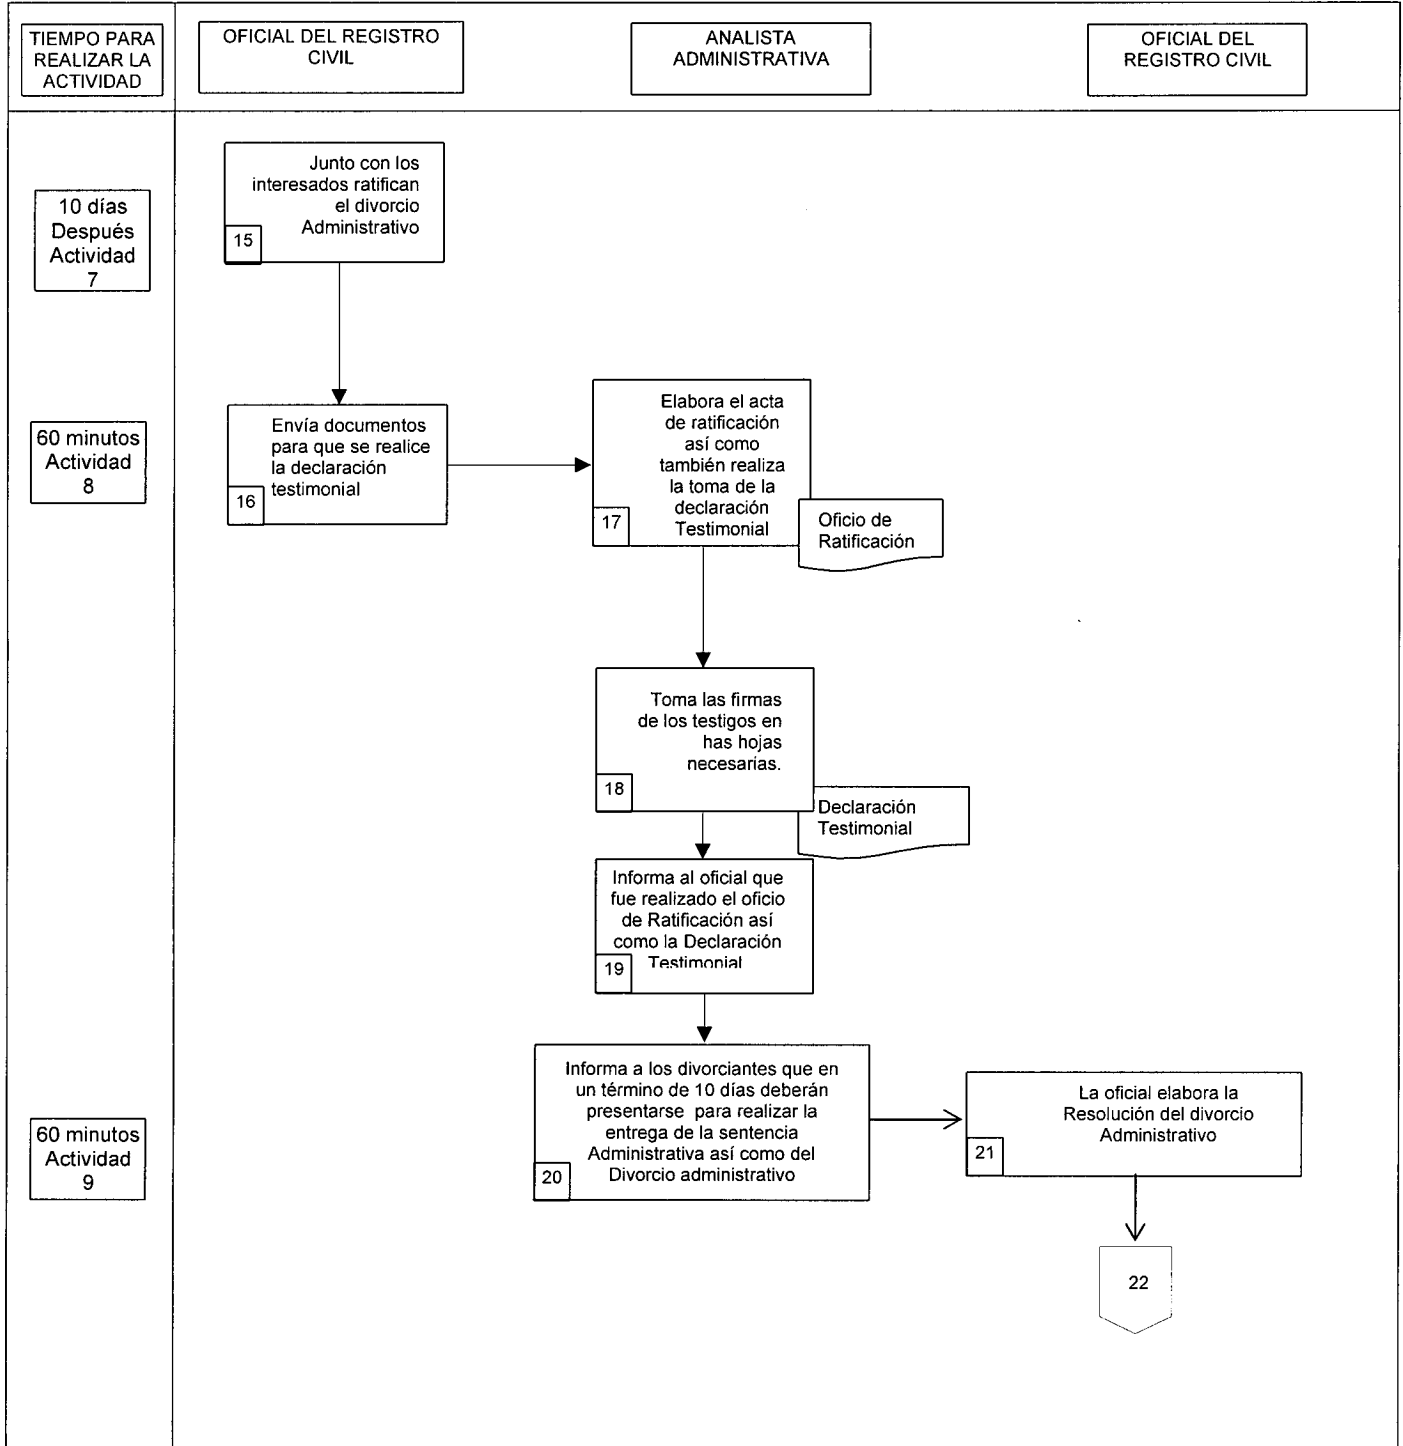 TIEMPO PARA
REALIZAR LA
ACTIVIDAD
OFICIAL DEL REGISTRO
CIVIL
ANALISTA
ADMINISTRATIVA
OFICIAL DEL
REGISTRO CIVIL
10 días
Después
Actividad
7
Junto con los
interesados ratifican
el divorcio
Administrativo
15
60 minutos
Actividad
8
Envía documentos
para que se realice
la declaración
testimonial
16
Elabora el acta
de ratificación
así como
también realiza
la toma de la
declaración
Testimonial
17
Oficio de
Ratificación
Toma las firmas
de los testigos en
has hojas
necesarias.
18
Declaración
Testimonial
Informa al oficial que
fue realizado el oficio
de Ratificación así
como la Declaración
Testimonial
19
60 minutos
Actividad
9
Informa a los divorciantes que en
un término de 10 días deberán
presentarse para realizar la
entrega de la sentencia
Administrativa así como del
Divorcio administrativo
20
La oficial elabora la
Resolución del divorcio
Administrativo
21
22